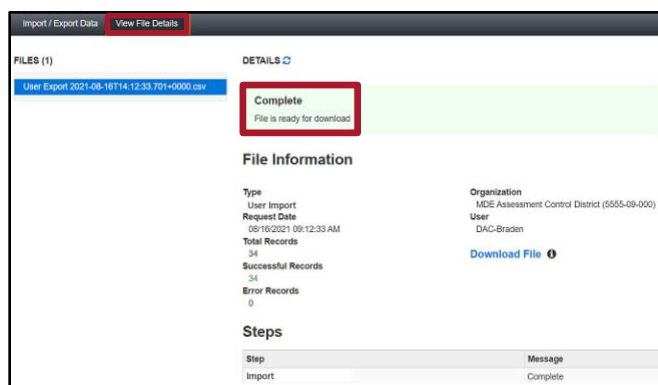 Import / Export Data View File Details
FILES (1)
User Export 2021-08-16T14:12:33.701+0000.csv
DETAILS
Complete
File is ready for download
File Information
Type
User Import
Request Date
08/16/2021 09:12:33 AM
Total Records
34
Successful Records
34
Error Records
0
Organization
MDE Assessment Control District (5555-09-000)
User
DAC-Braden
Download File
Steps
Step Message
Import Complete